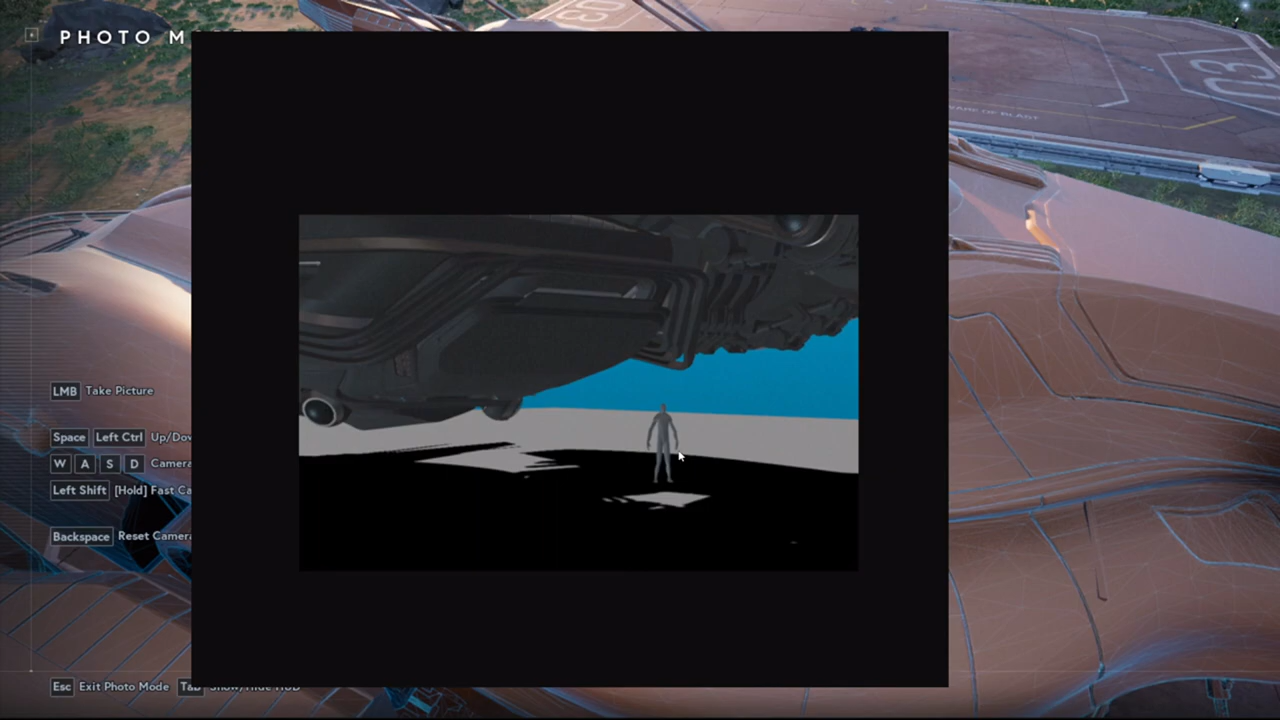 PHOTO M
03
03
LMB Take Picture
Space Left Ctrl Up/Dow
W A S D Camera
Left Shift [Hold] Fast Ca
Backspace Reset Camera
Esc Exit Photo Mode Tab Show/Hide HUD